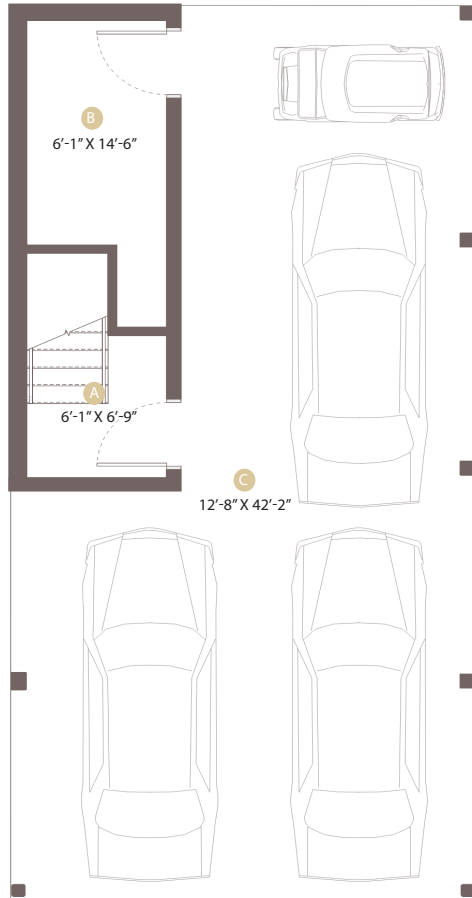 B
6’-1” X 14’-6”
A
6’-1” X 6’-9”
C
12’-8” X 42’-2”